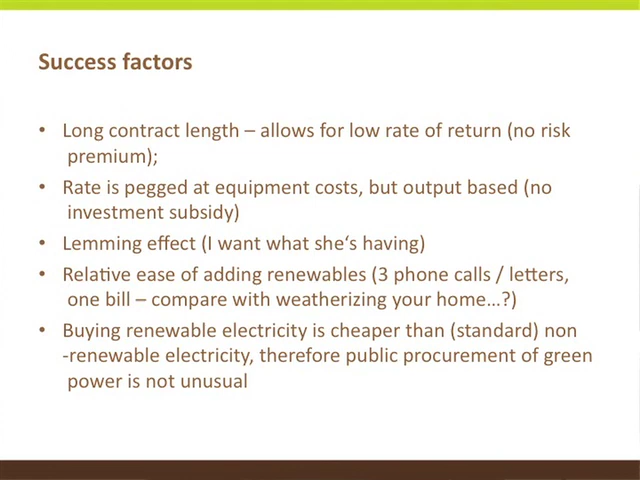 Success factors
• Long contract length – allows for low rate of return (no risk
premium);
• Rate is pegged at equipment costs, but output based (no
investment subsidy)
• Lemming effect (I want what she‘s having)
• Relative ease of adding renewables (3 phone calls / letters,
one bill – compare with weatherizing your home…?)
• Buying renewable electricity is cheaper than (standard) non
-renewable electricity, therefore public procurement of green
power is not unusual